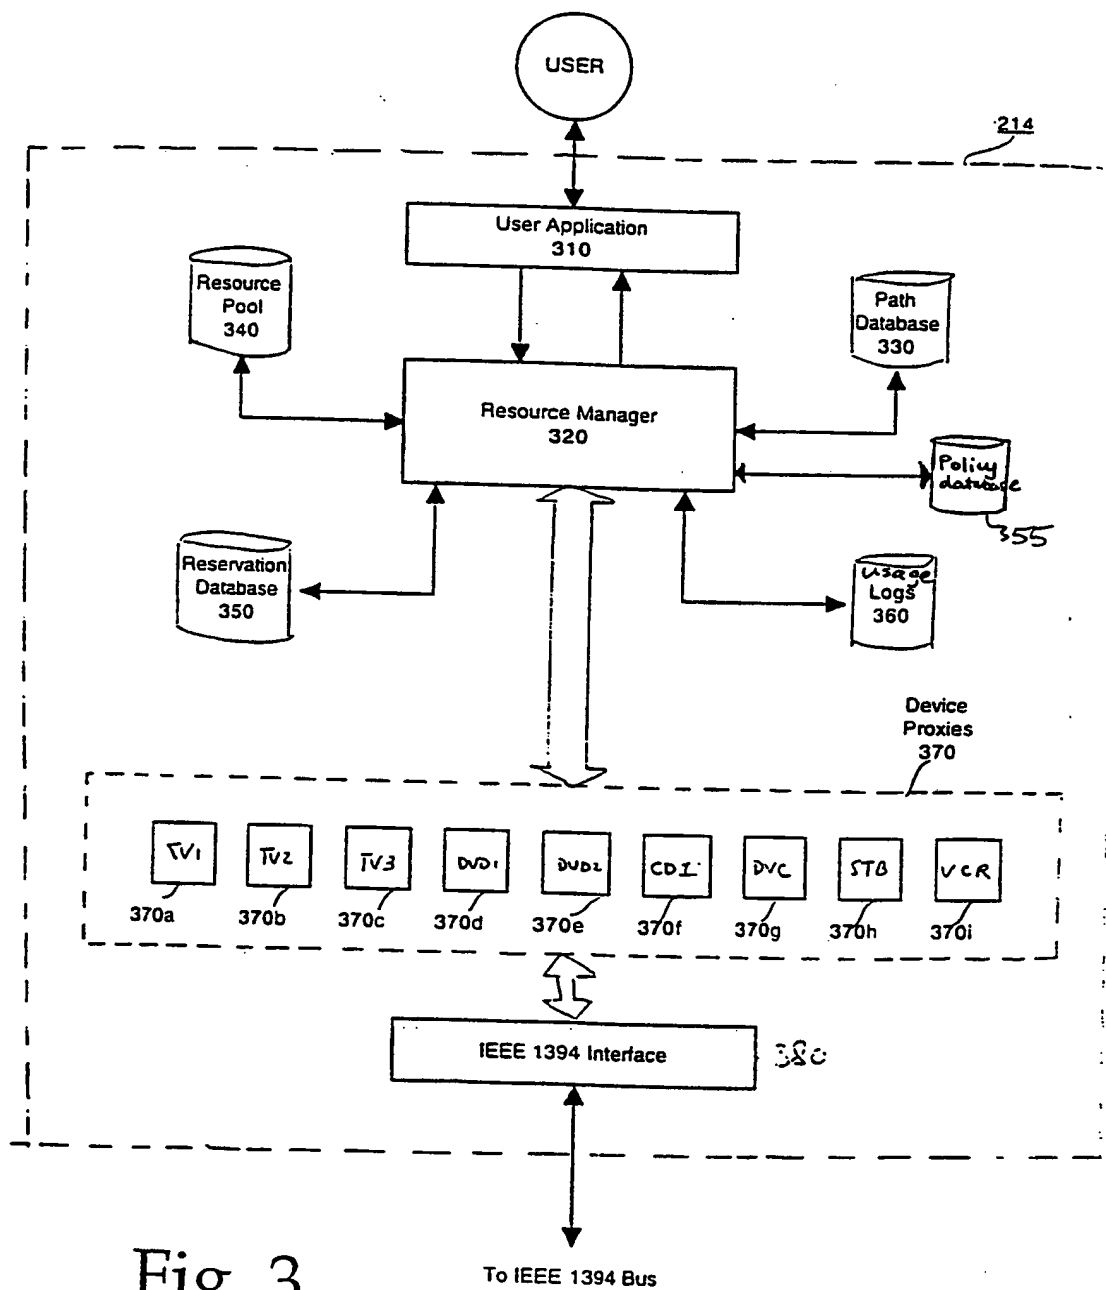 USER
214
User Application
310
Resource
Pool
340
Path
Database
330
Resource Manager
320
Policy
database
355
Reservation
Database
350
usage
Logs
360
Device
Proxies
370
TV1
TV2
TV3
DVD1
DVD2
CDI
DVC
STB
VCR
370a
370b
370c
370d
370e
370f
370g
370h
370i
IEEE 1394 Interface
380
To IEEE 1394 Bus
Fig. 3